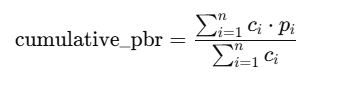 cumulative_pbr = \frac{\sum_{i=1}^{n} c_i \cdot p_i}{\sum_{i=1}^{n} c_i}